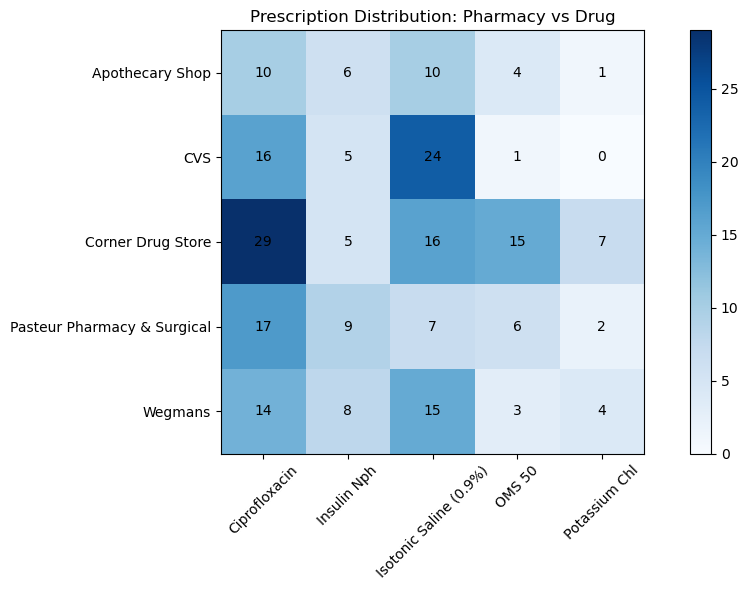 Prescription Distribution: Pharmacy vs Drug
Apothecary Shop 10 6 10 4 1
CVS 16 5 24 1 0
Corner Drug Store 29 5 16 15 7
Pasteur Pharmacy & Surgical 17 9 7 6 2
Wegmans 14 8 15 3 4
Ciprofloxacin
Insulin Nph
Isotonic Saline (0.9%)
OMS 50
Potassium Chl
25
20
15
10
5
0